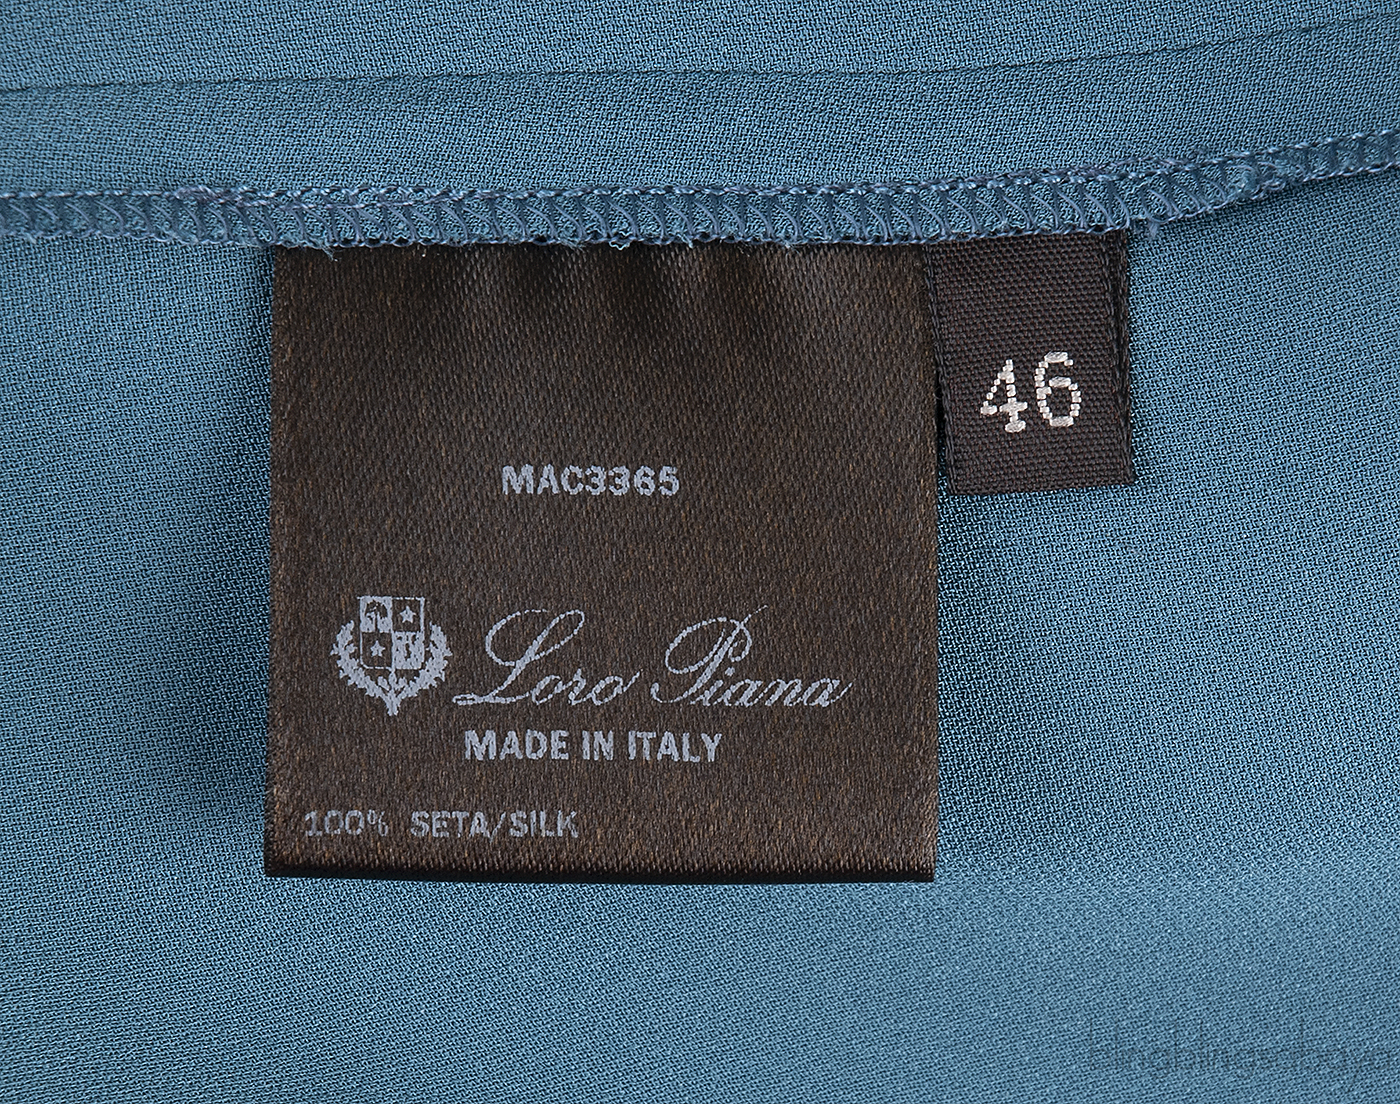 46
MAC3365
Loro Piana
MADE IN ITALY
100% SETA/SILK